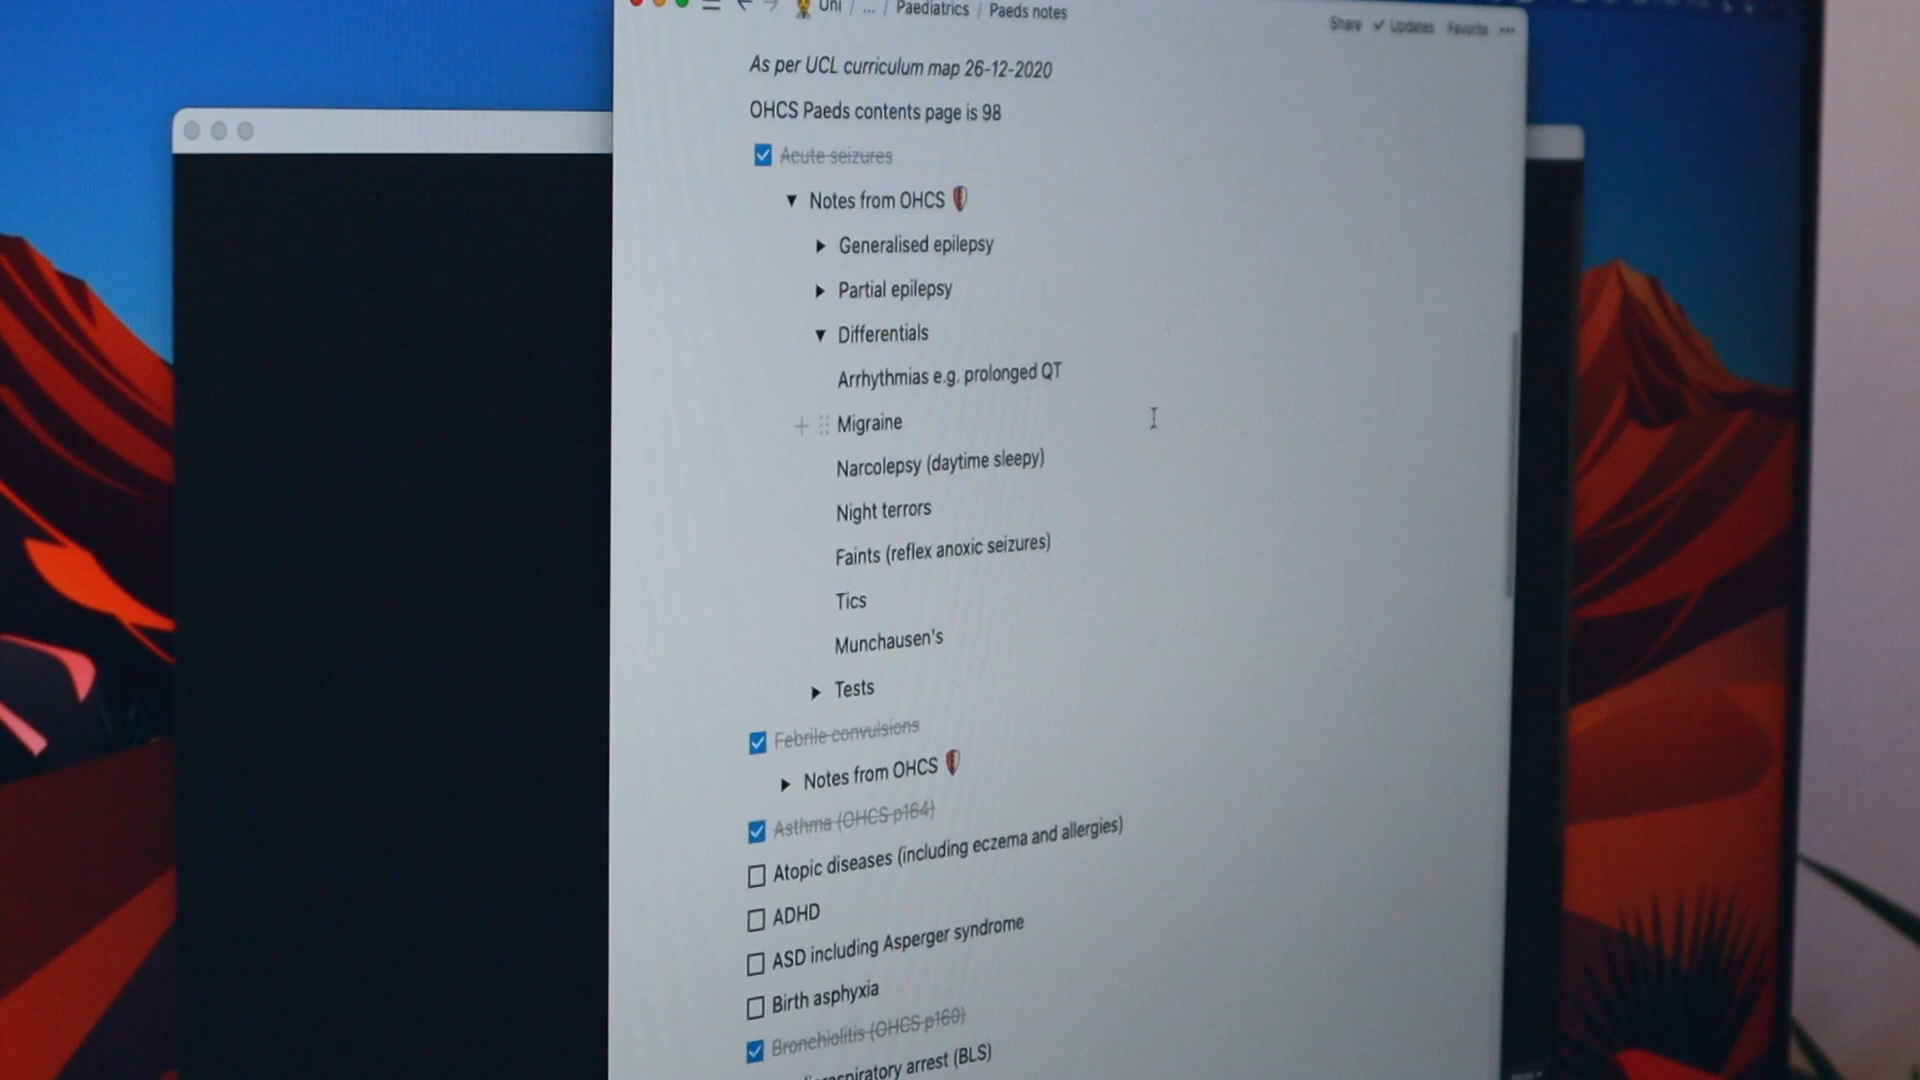 Uni / ... / Paediatrics / Paeds notes
Share ✓ Updates Favorite •••
As per UCL curriculum map 26-12-2020
OHCS Paeds contents page is 98
Acute seizures
Notes from OHCS
Generalised epilepsy
Partial epilepsy
Differentials
Arrhythmias e.g. prolonged QT
Migraine
Narcolepsy (daytime sleepy)
Night terrors
Faints (reflex anoxic seizures)
Tics
Munchausen's
Tests
Febrile convulsions
Notes from OHCS
Asthma (OHCS p164)
Atopic diseases (including eczema and allergies)
ADHD
ASD including Asperger syndrome
Birth asphyxia
Bronchiolitis (OHCS p160)
arrest (BLS)